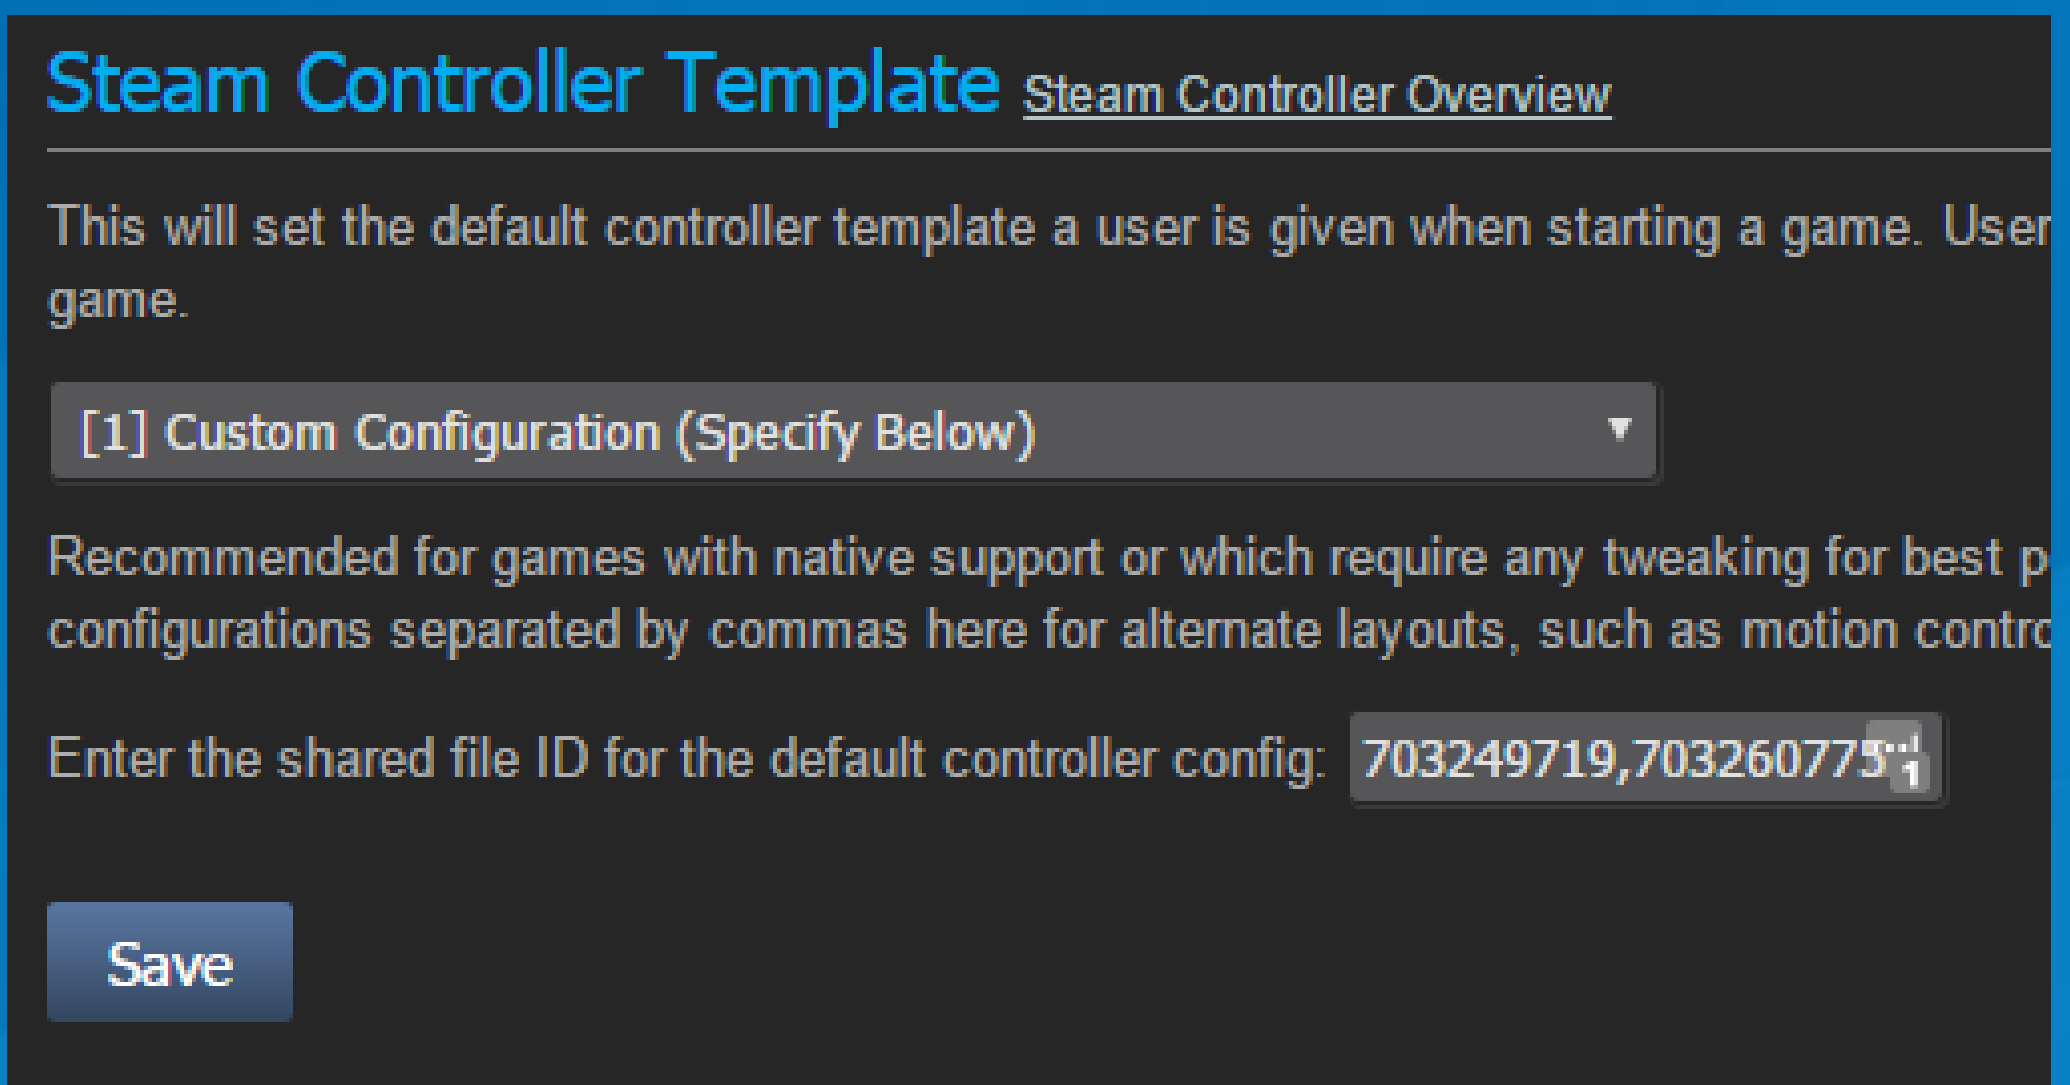 Steam Controller Template Steam Controller Overview
This will set the default controller template a user is given when starting a game. User
game.
[1] Custom Configuration (Specify Below)
Recommended for games with native support or which require any tweaking for best p
configurations separated by commas here for alternate layouts, such as motion contro
Enter the shared file ID for the default controller config: 703249719,703260773
Save